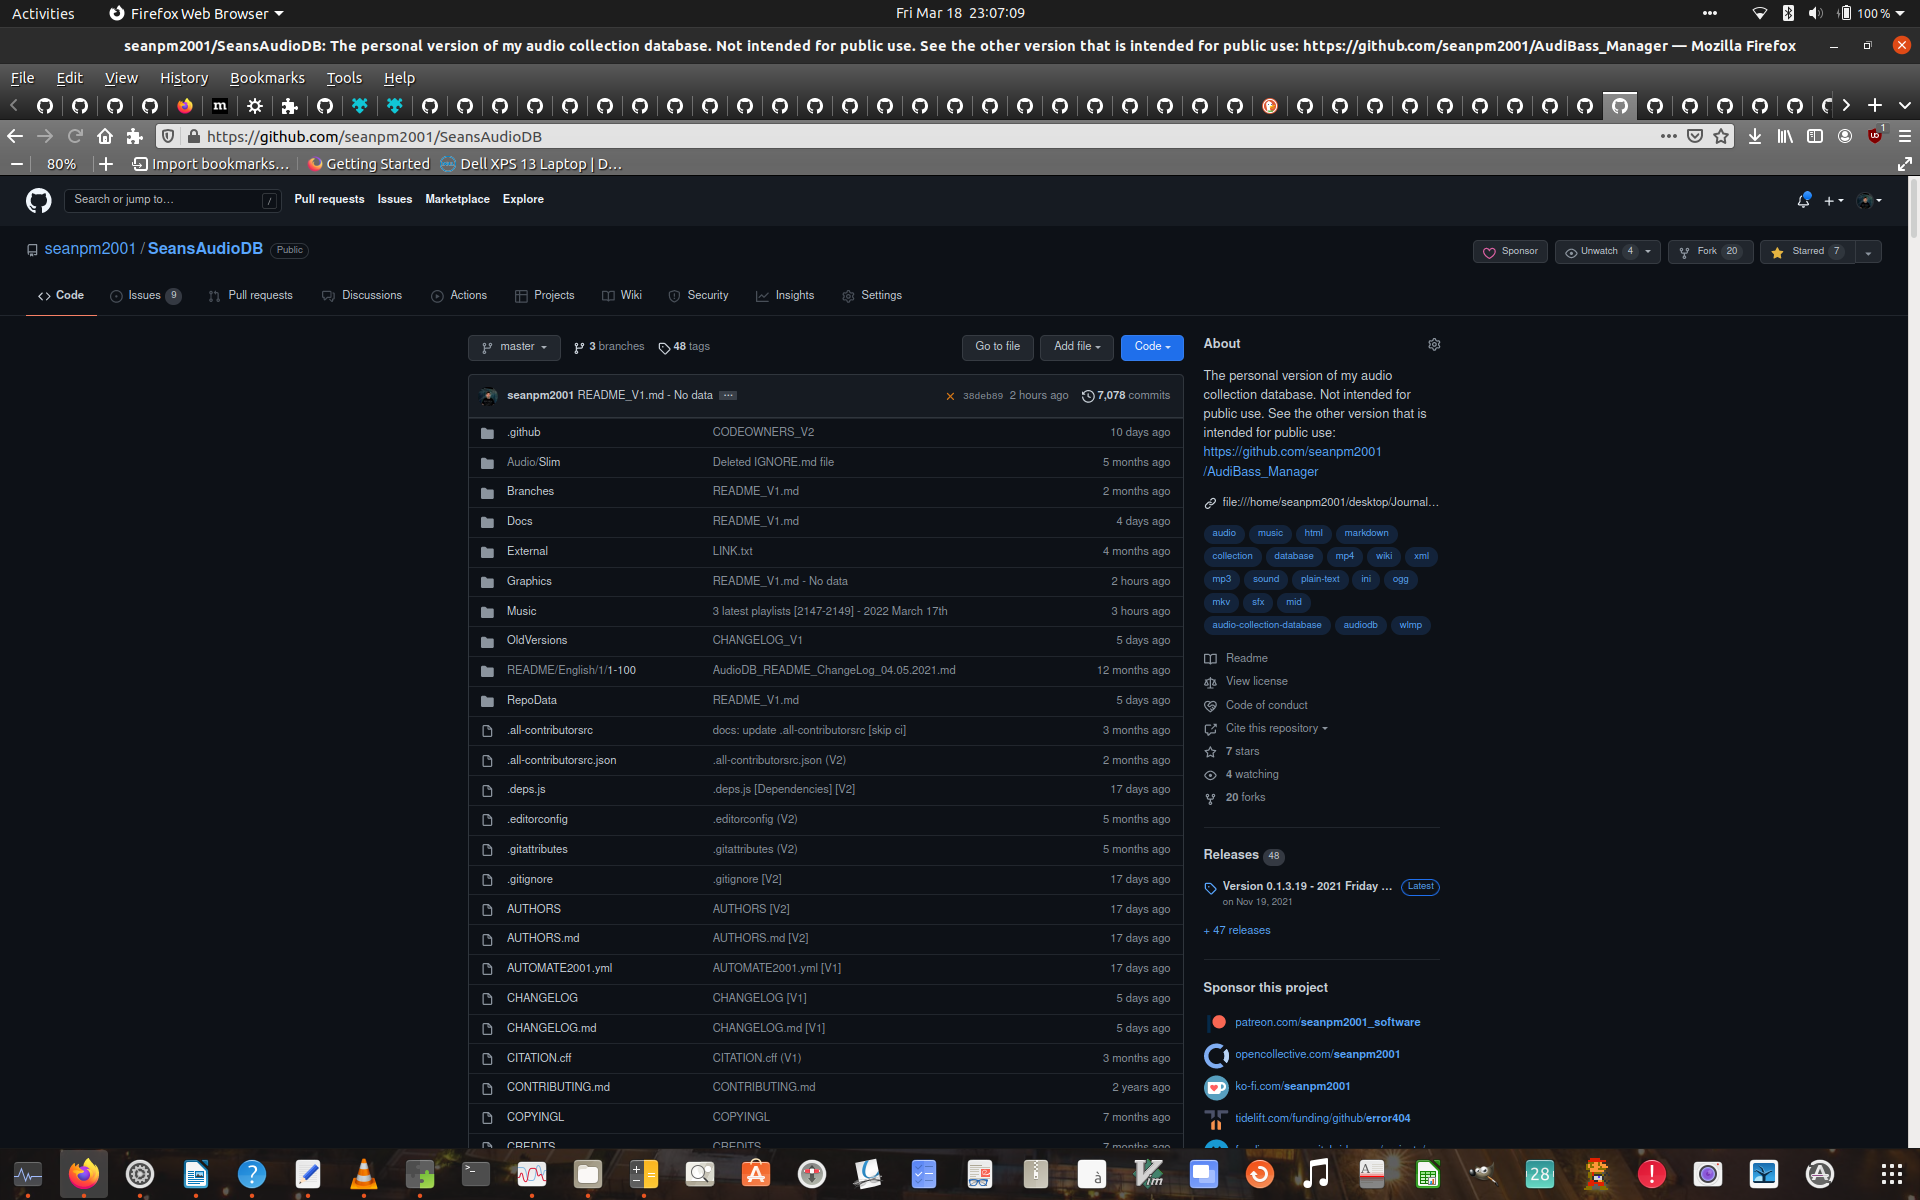 Activities
Firefox Web Browser
Fri Mar 18 23:07:09
100 %
seanpm2001/SeansAudioDB: The personal version of my audio collection database. Not intended for public use. See the other version that is intended for public use: https://github.com/seanpm2001/AudiBass_Manager — Mozilla Firefox
File Edit View History Bookmarks Tools Help
https://github.com/seanpm2001/SeansAudioDB
80%
Import bookmarks...
Getting Started
Dell XPS 13 Laptop | D...
Search or jump to...
/
Pull requests Issues Marketplace Explore
seanpm2001 / SeansAudioDB Public
Sponsor
Unwatch 4
Fork 20
Starred 7
Code
Issues 9
Pull requests
Discussions
Actions
Projects
Wiki
Security
Insights
Settings
master
3 branches
48 tags
Go to file
Add file
Code
seanpm2001 README_V1.md - No data
38deb89 2 hours ago
7,078 commits
.github CODEOWNERS_V2 10 days ago
Audio/Slim Deleted IGNORE.md file 5 months ago
Branches README_V1.md 2 months ago
Docs README_V1.md 4 days ago
External LINK.txt 4 months ago
Graphics README_V1.md - No data 2 hours ago
Music 3 latest playlists [2147-2149] - 2022 March 17th 3 hours ago
OldVersions CHANGELOG_V1 5 days ago
README/English/1/1-100 AudioDB_README_ChangeLog_04.05.2021.md 12 months ago
RepoData README_V1.md 5 days ago
.all-contributorsrc docs: update .all-contributorsrc [skip ci] 3 months ago
.all-contributorsrc.json .all-contributorsrc.json (V2) 2 months ago
.deps.js .deps.js [Dependencies] [V2] 17 days ago
.editorconfig .editorconfig (V2) 5 months ago
.gitattributes .gitattributes (V2) 5 months ago
.gitignore .gitignore [V2] 17 days ago
AUTHORS AUTHORS [V2] 17 days ago
AUTHORS.md AUTHORS.md [V2] 17 days ago
AUTOMATE2001.yml AUTOMATE2001.yml [V1] 17 days ago
CHANGELOG CHANGELOG [V1] 5 days ago
CHANGELOG.md CHANGELOG.md [V1] 5 days ago
CITATION.cff CITATION.cff (V1) 3 months ago
CONTRIBUTING.md CONTRIBUTING.md 2 years ago
COPYINGL COPYINGL 7 months ago
CREDITS CREDITS 7 months ago
About
The personal version of my audio
collection database. Not intended for
public use. See the other version that is
intended for public use:
https://github.com/seanpm2001
/AudiBass_Manager
file:///home/seanpm2001/desktop/Journal...
audio music html markdown
collection database mp4 wiki xml
mp3 sound plain-text ini ogg
mkv sfx mid
audio-collection-database audiodb wlmp
Readme
View license
Code of conduct
Cite this repository
7 stars
4 watching
20 forks
Releases 48
Version 0.1.3.19 - 2021 Friday ... Latest
on Nov 19, 2021
+ 47 releases
Sponsor this project
patreon.com/seanpm2001_software
opencollective.com/seanpm2001
ko-fi.com/seanpm2001
tidelift.com/funding/github/error404
28